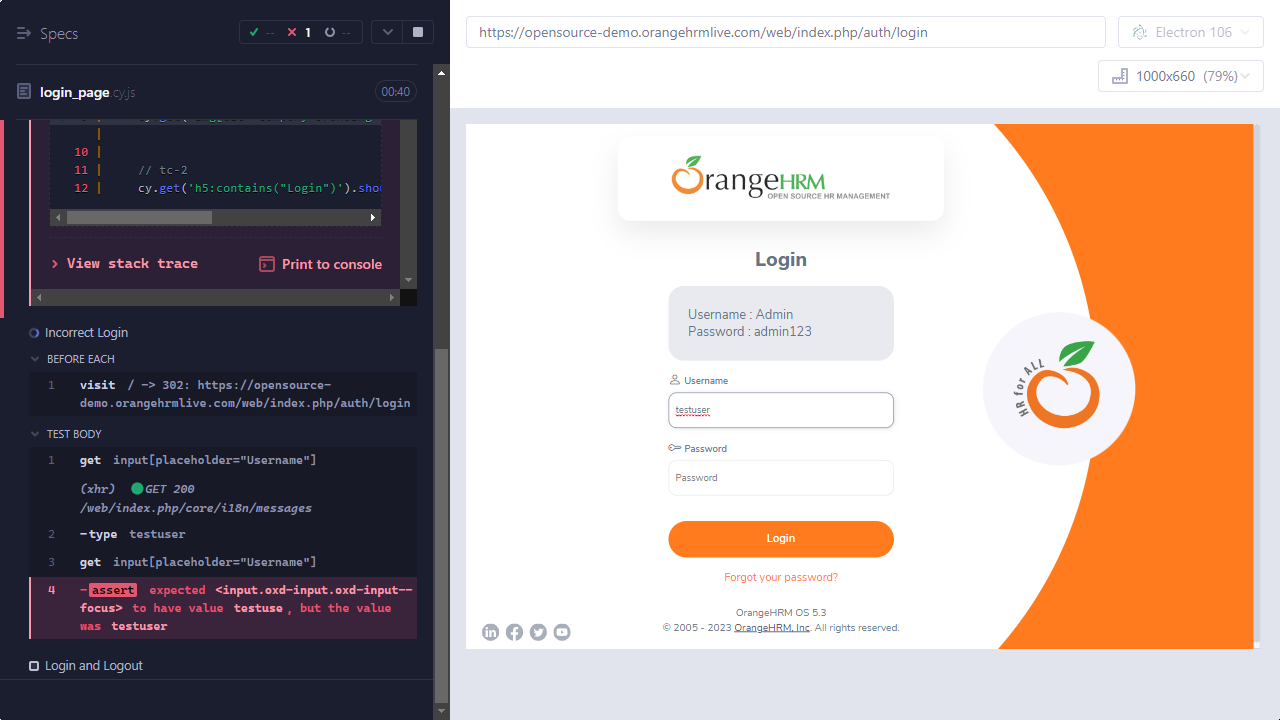 Specs
-- 1 --
login_page cy.js
00:40
10 |
11 | // tc-2
12 | cy.get('h5:contains("Login")').shou
> View stack trace
Print to console
Incorrect Login
BEFORE EACH
1 visit / -> 302: https://opensource-
demo.orangehrmlive.com/web/index.php/auth/login
TEST BODY
1 get input[placeholder="Username"]
(xhr) GET 200
/web/index.php/core/i18n/messages
2 -type testuser
3 get input[placeholder="Username"]
4 -assert expected <input.oxd-input.oxd-input--
focus> to have value testuse, but the value
was testuser
Login and Logout
https://opensource-demo.orangehrmlive.com/web/index.php/auth/login
Electron 106
1000x660 (79%)
OrangeHRM
OPEN SOURCE HR MANAGEMENT
Login
Username : Admin
Password : admin123
Username
testuser
Password
Password
Login
Forgot your password?
OrangeHRM OS 5.3
© 2005 - 2023 OrangeHRM, Inc. All rights reserved.
HR for ALL